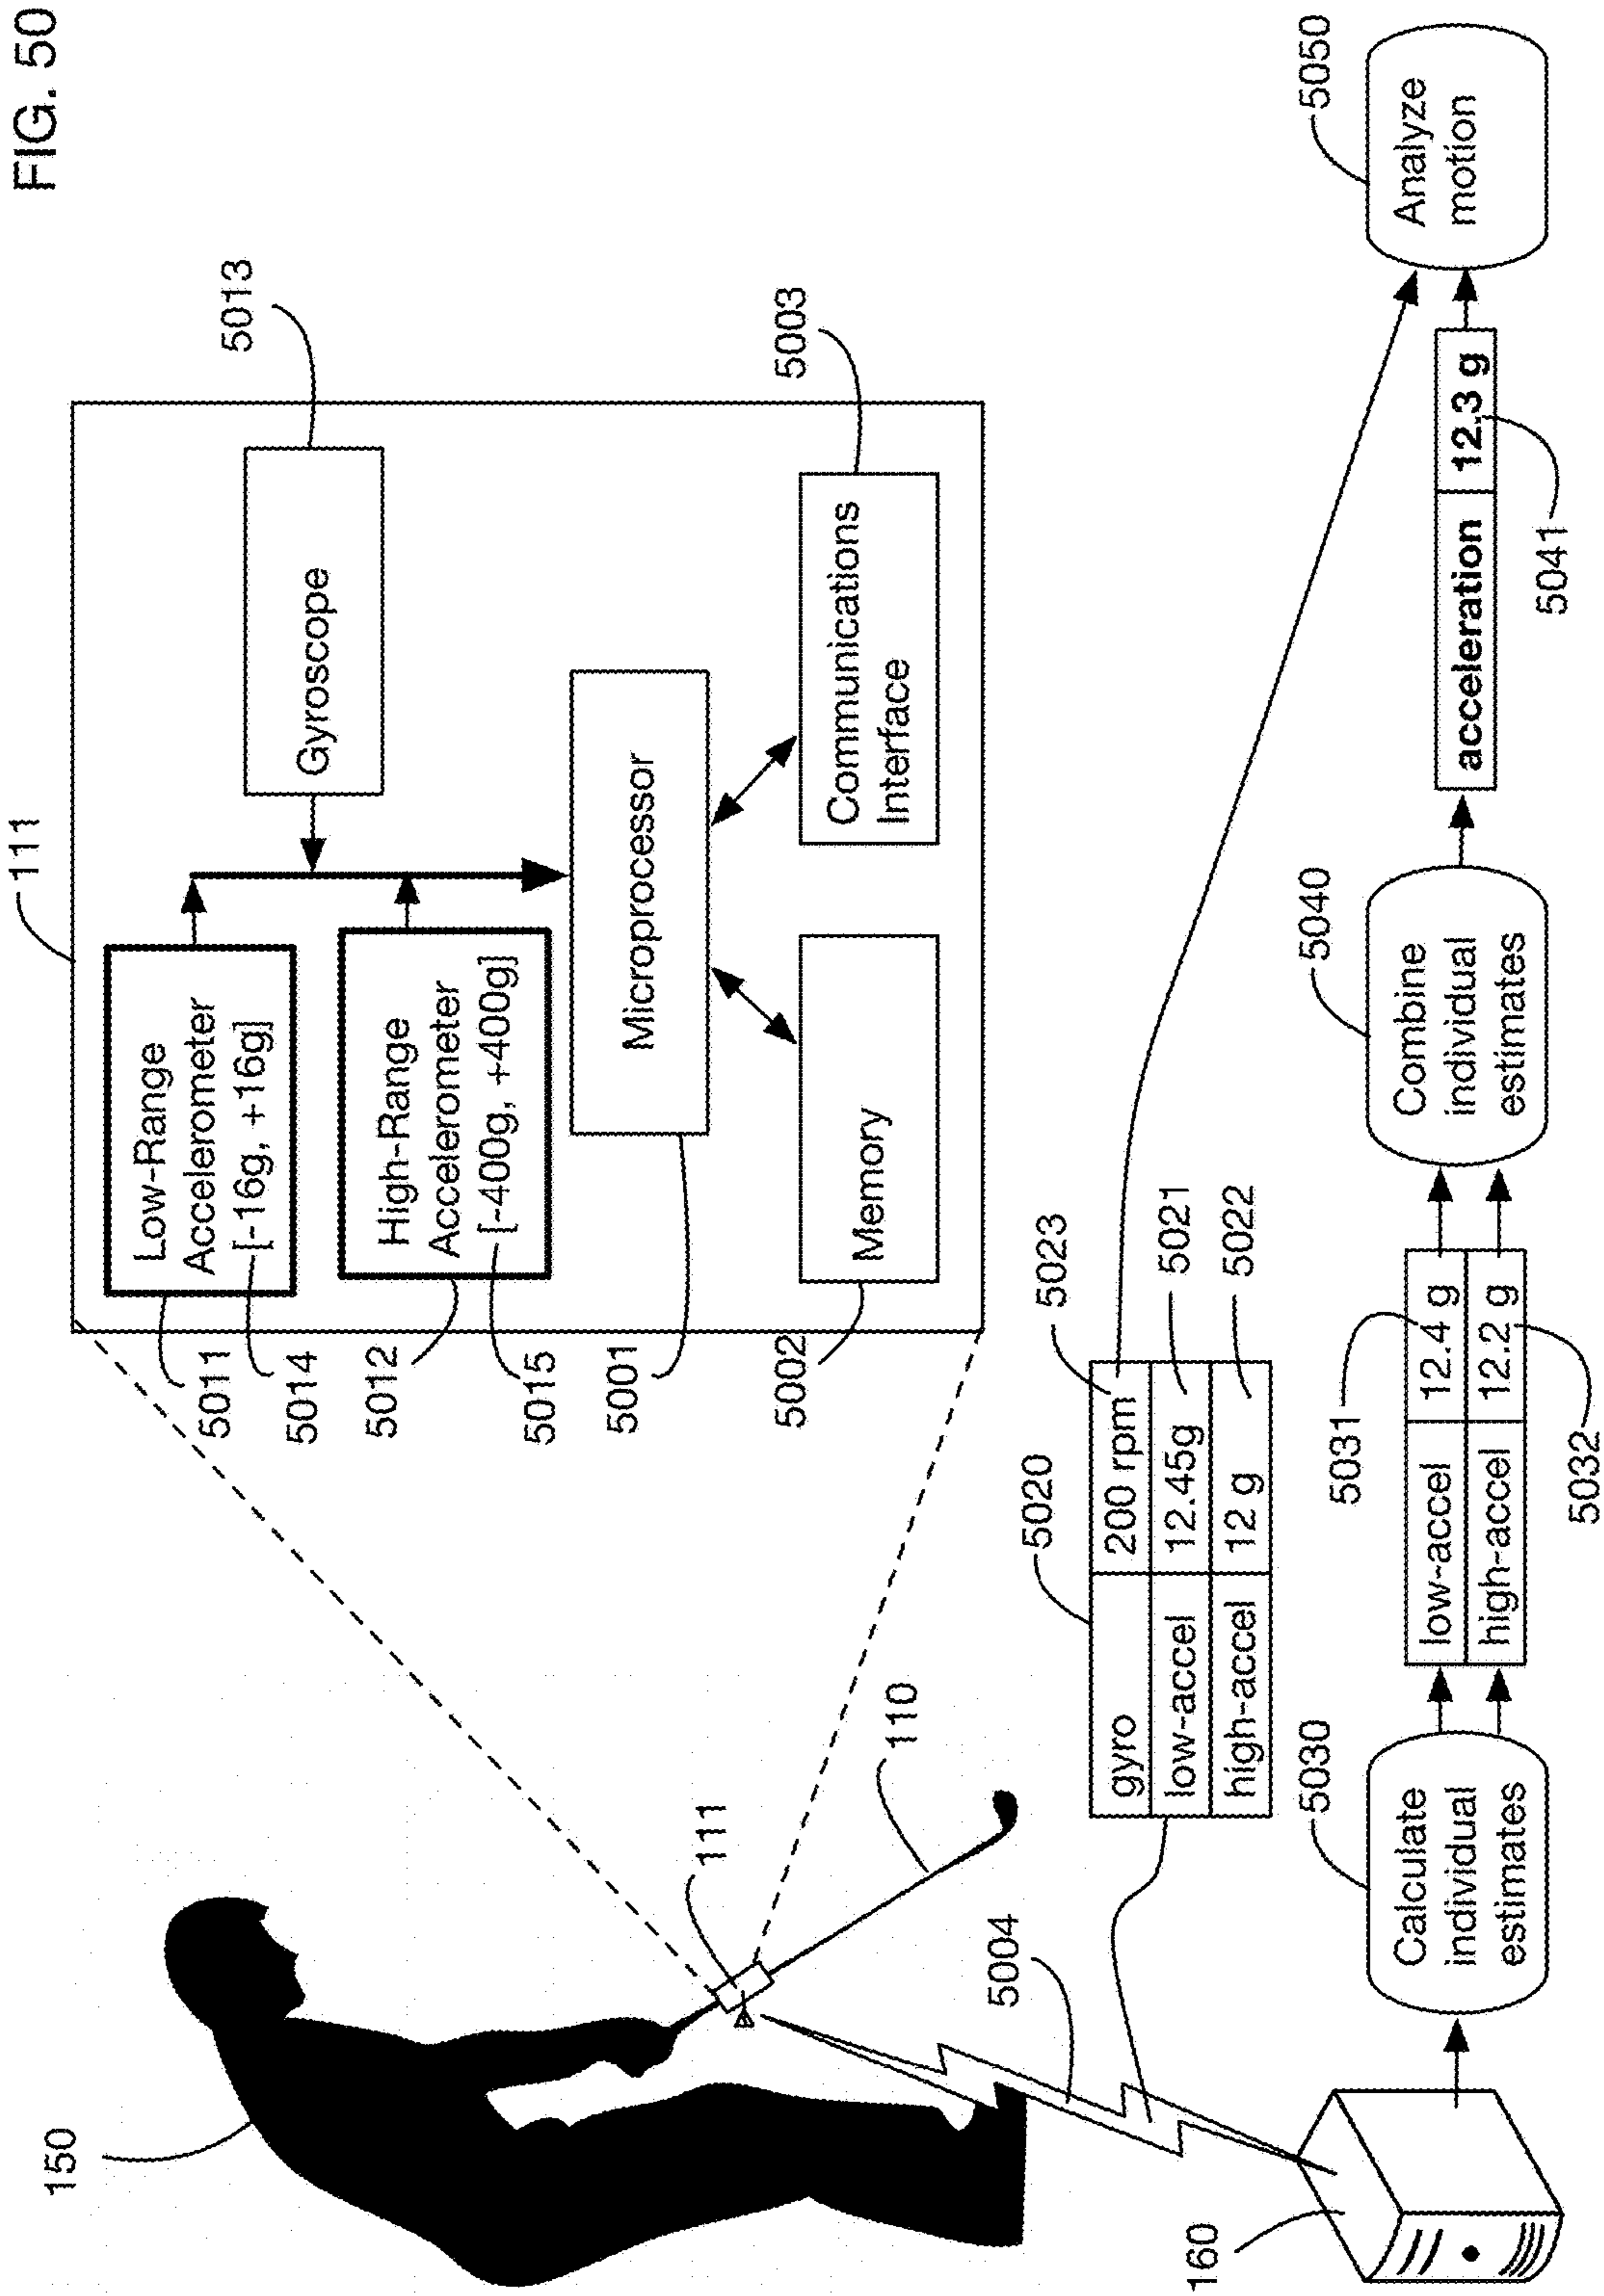 FIG. 50
150
111
110
5004
160
111
Low-Range
Accelerometer
[-16g, +16g]
5011
5014
High-Range
Accelerometer
[-400g, +400g]
5012
5015
Gyroscope
5013
Microprocessor
5001
Memory
5002
Communications
Interface
5003
5020
5023
gyro 200 rpm
low-accel 12.45g
5021
high-accel 12 g
5022
5030
Calculate
individual
estimates
5031
low-accel 12.4 g
high-accel 12.2 g
5032
5040
Combine
individual
estimates
acceleration 12.3 g
5041
5050
Analyze
motion